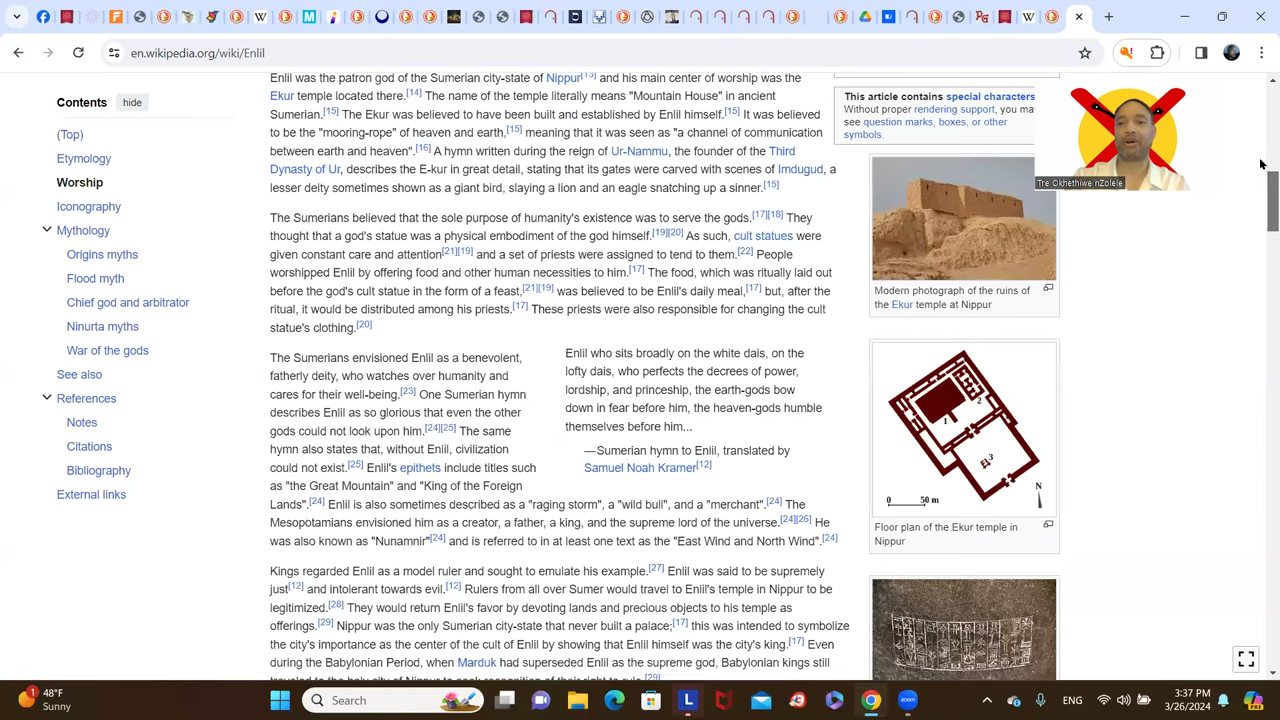 en.wikipedia.org/wiki/Enlil
Contents
hide
(Top)
Etymology
Worship
Iconography
Mythology
Origins myths
Flood myth
Chief god and arbitrator
Ninurta myths
War of the gods
See also
References
Notes
Citations
Bibliography
External links
Enlil was the patron god of the Sumerian city-state of Nippur[13] and his main center of worship was the
Ekur temple located there.[14] The name of the temple literally means "Mountain House" in ancient
Sumerian.[15] The Ekur was believed to have been built and established by Enlil himself.[15] It was believed
to be the "mooring-rope" of heaven and earth,[15] meaning that it was seen as "a channel of communication
between earth and heaven".[16] A hymn written during the reign of Ur-Nammu, the founder of the Third
Dynasty of Ur, describes the E-kur in great detail, stating that its gates were carved with scenes of Imdugud, a
lesser deity sometimes shown as a giant bird, slaying a lion and an eagle snatching up a sinner.[15]
The Sumerians believed that the sole purpose of humanity's existence was to serve the gods.[17][18] They
thought that a god's statue was a physical embodiment of the god himself.[19][20] As such, cult statues were
given constant care and attention[21][19] and a set of priests were assigned to tend to them.[22] People
worshipped Enlil by offering food and other human necessities to him.[17] The food, which was ritually laid out
before the god's cult statue in the form of a feast,[21][19] was believed to be Enlil's daily meal,[17] but, after the
ritual, it would be distributed among his priests.[17] These priests were also responsible for changing the cult
statue's clothing.[20]
The Sumerians envisioned Enlil as a benevolent,
fatherly deity, who watches over humanity and
cares for their well-being.[23] One Sumerian hymn
describes Enlil as so glorious that even the other
gods could not look upon him.[24][25] The same
hymn also states that, without Enlil, civilization
could not exist.[25] Enlil's epithets include titles such
as "the Great Mountain" and "King of the Foreign
Lands".[24] Enlil is also sometimes described as a "raging storm", a "wild bull", and a "merchant".[24] The
Mesopotamians envisioned him as a creator, a father, a king, and the supreme lord of the universe.[24][26] He
was also known as "Nunamnir"[24] and is referred to in at least one text as the "East Wind and North Wind".[24]
Enlil who sits broadly on the white dais, on the
lofty dais, who perfects the decrees of power,
lordship, and princeship, the earth-gods bow
down in fear before him, the heaven-gods humble
themselves before him...
—Sumerian hymn to Enlil, translated by
Samuel Noah Kramer[12]
Kings regarded Enlil as a model ruler and sought to emulate his example.[27] Enlil was said to be supremely
just[12] and intolerant towards evil.[12] Rulers from all over Sumer would travel to Enlil's temple in Nippur to be
legitimized.[28] They would return Enlil's favor by devoting lands and precious objects to his temple as
offerings.[29] Nippur was the only Sumerian city-state that never built a palace;[17] this was intended to symbolize
the city's importance as the center of the cult of Enlil by showing that Enlil himself was the city's king.[17] Even
during the Babylonian Period, when Marduk had superseded Enlil as the supreme god, Babylonian kings still
This article contains special characters
Without proper rendering support, you ma
see question marks, boxes, or other
symbols.
Tre Okhethiwe nZolele
Modern photograph of the ruins of
the Ekur temple at Nippur
1
2
3
N
0 50 m
Floor plan of the Ekur temple in
Nippur
1
48°F
Sunny
Search
ENG
3:37 PM
3/26/2024